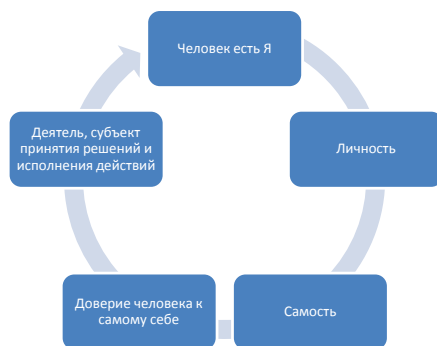 Человек есть Я
Личность
Самость
Доверие человека к
самому себе
Деятель, субъект
принятия решений и
исполнения действий